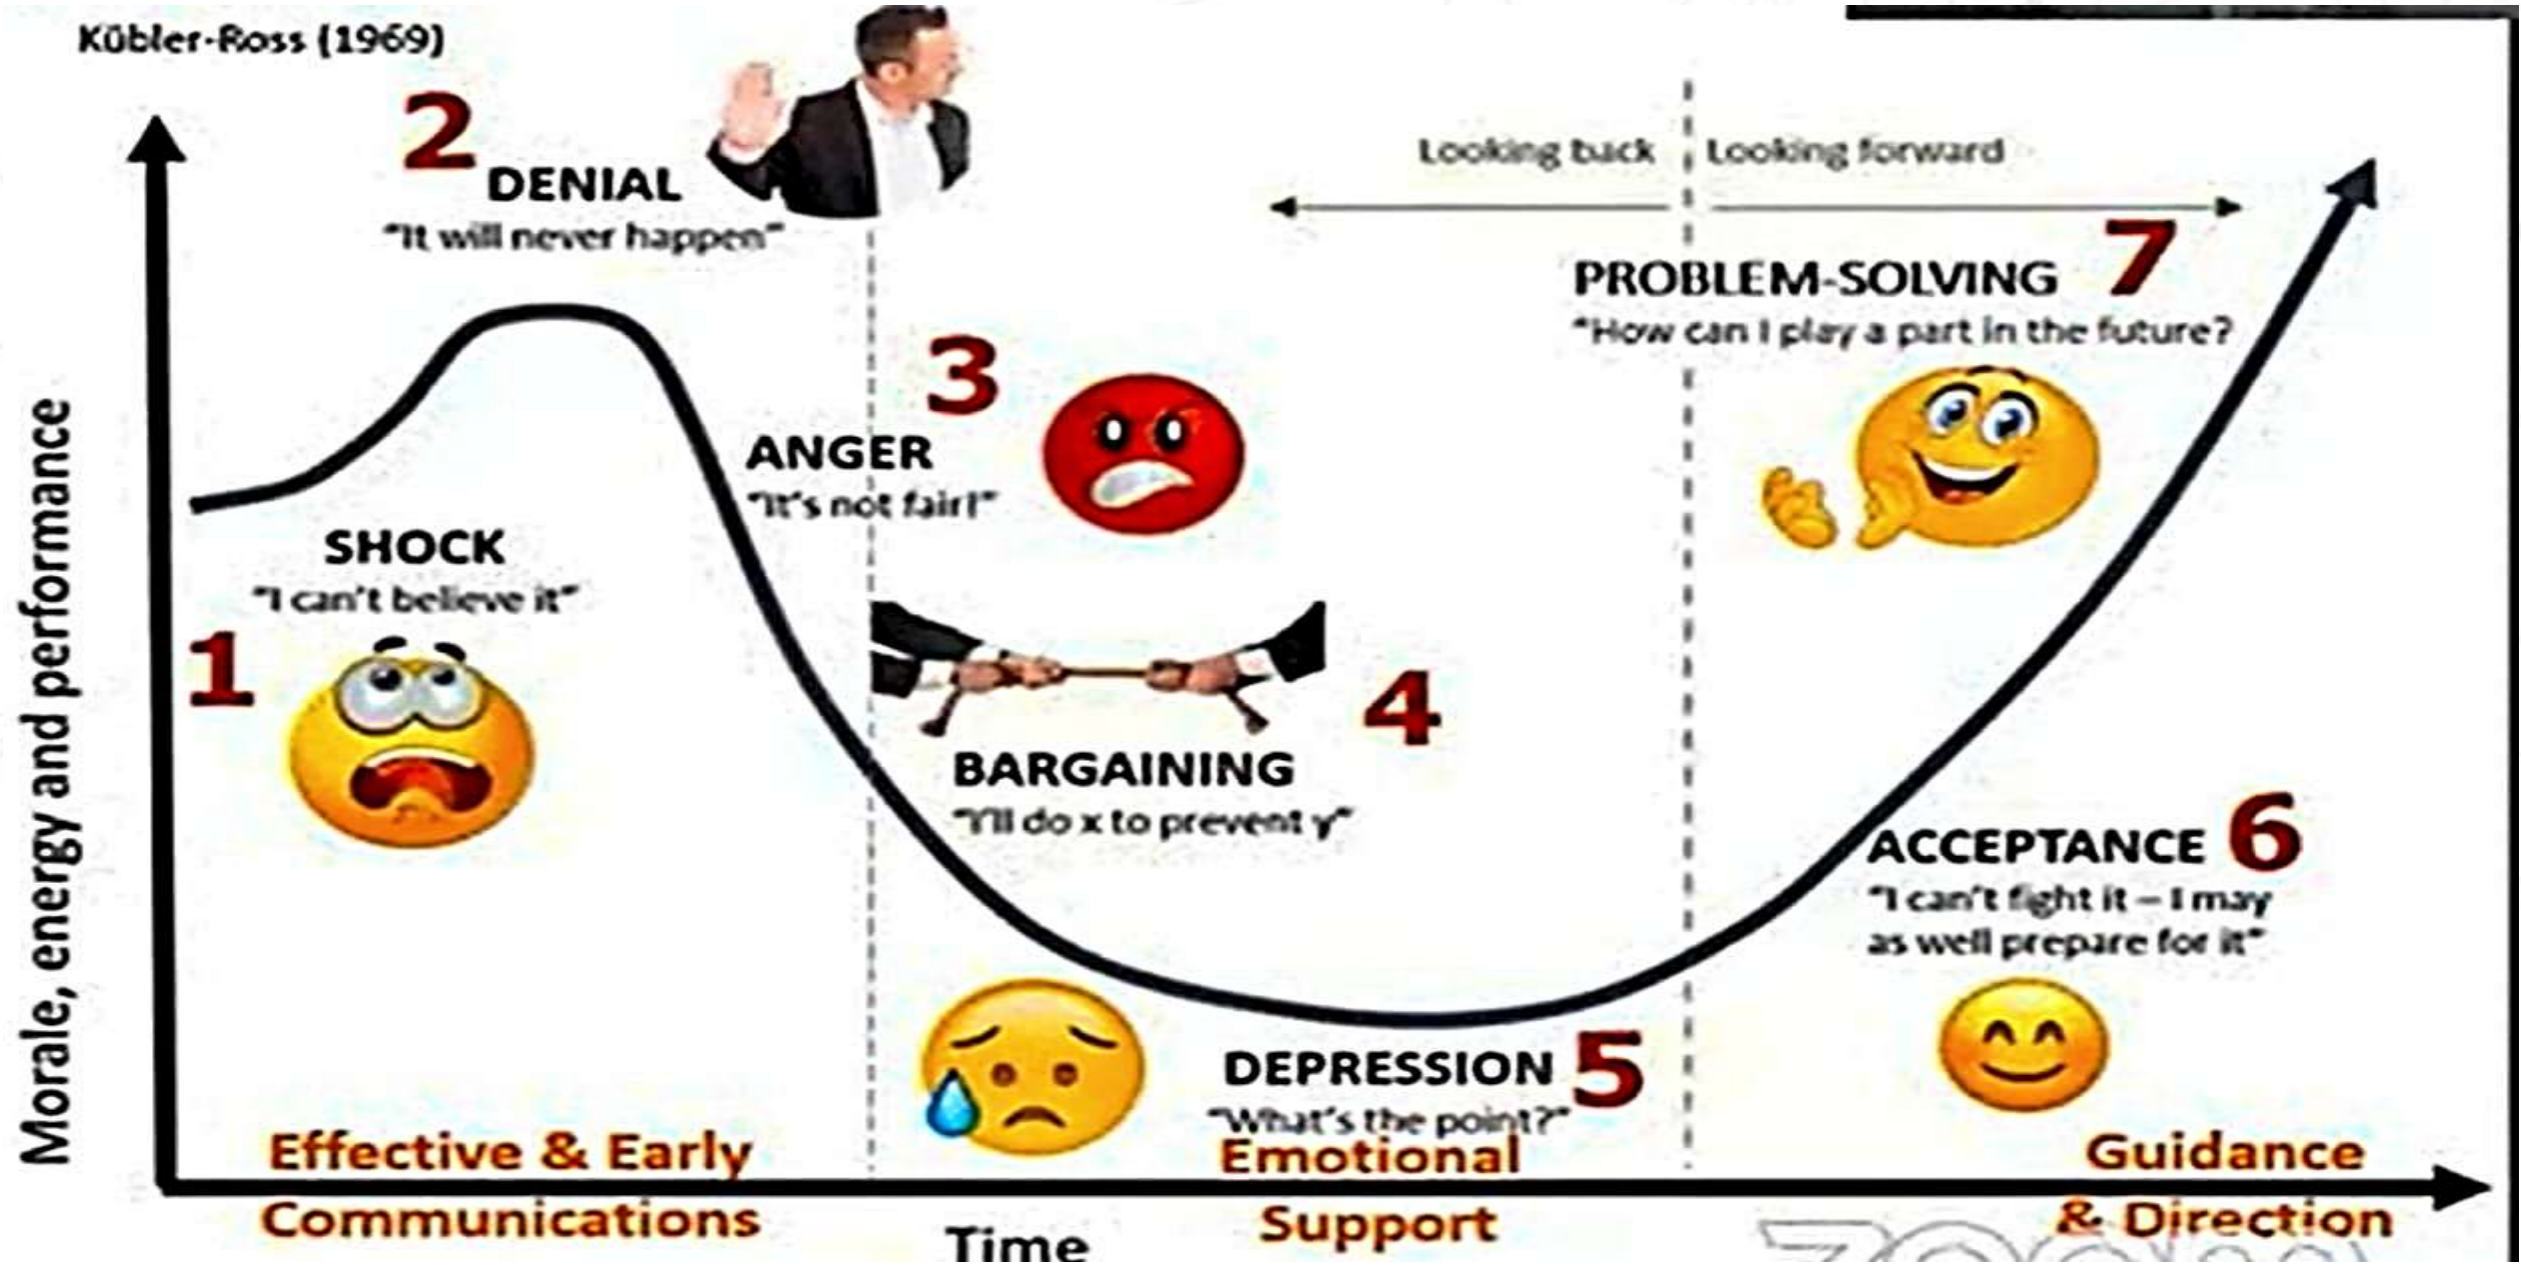 Kübler-Ross (1969)
2
DENIAL
"It will never happen"
Looking back
Looking forward
7
PROBLEM-SOLVING
"How can I play a part in the future?
3
ANGER
"It's not fair!"
SHOCK
"I can't believe it"
1
4
BARGAINING
"I'll do x to prevent y"
6
ACCEPTANCE
"I can't fight it – I may
as well prepare for it"
5
DEPRESSION
"What's the point?"
Morale, energy and performance
Effective & Early
Communications
Emotional
Support
Guidance
& Direction
Time